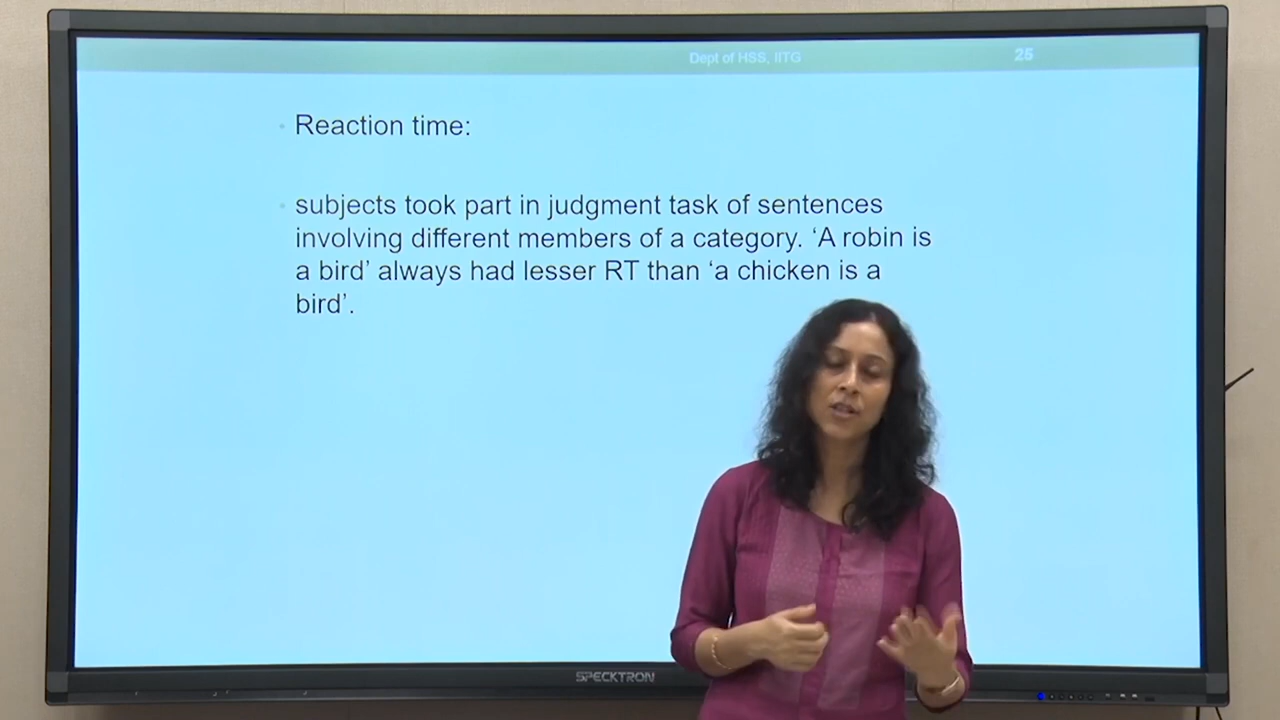 Dept of HSS, IITG 25
Reaction time:
subjects took part in judgment task of sentences
involving different members of a category. ‘A robin is
a bird’ always had lesser RT than ‘a chicken is a
bird’.
SPECKTRON